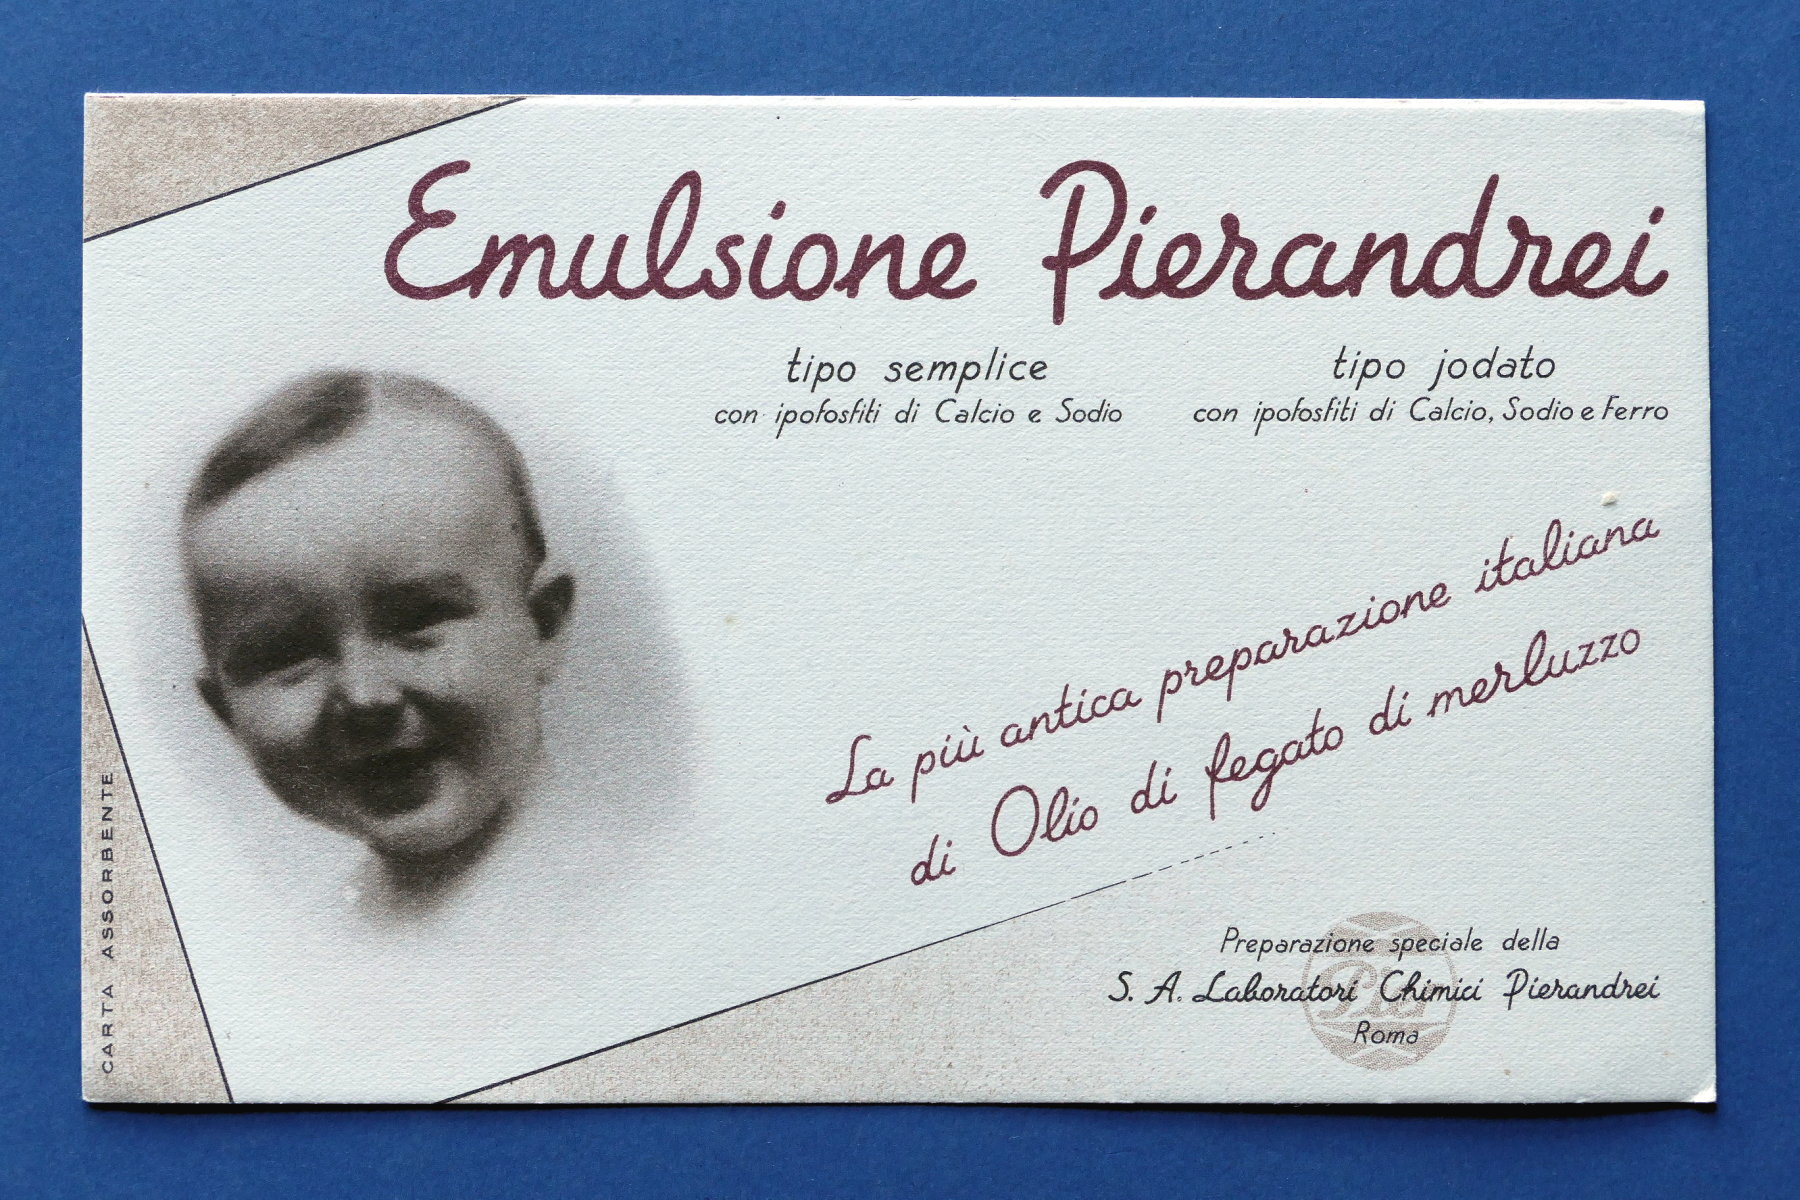 Emulsione Pierandrei
tipo semplice
con ipofosfiti di Calcio e Sodio
tipo jodato
con ipofosfiti di Calcio, Sodio e Ferro
La più antica preparazione italiana
di Olio di fegato di merluzzo
Preparazione speciale della
S. A. Laboratori Chimici Pierandrei
Roma
CARTA ASSORBENTE